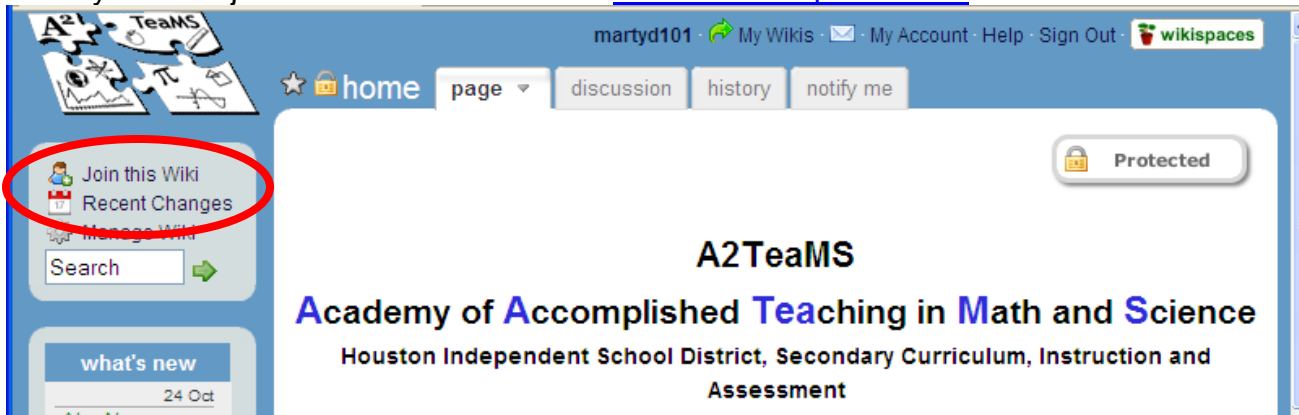 A² TeaMS
martyd101 · My Wikis · · My Account · Help · Sign Out · wikispaces
home page discussion history notify me
Join this Wiki
Recent Changes
Manage Wiki
Search
Protected
A2TeaMS
Academy of Accomplished Teaching in Math and Science
Houston Independent School District, Secondary Curriculum, Instruction and
Assessment
what's new
24 Oct